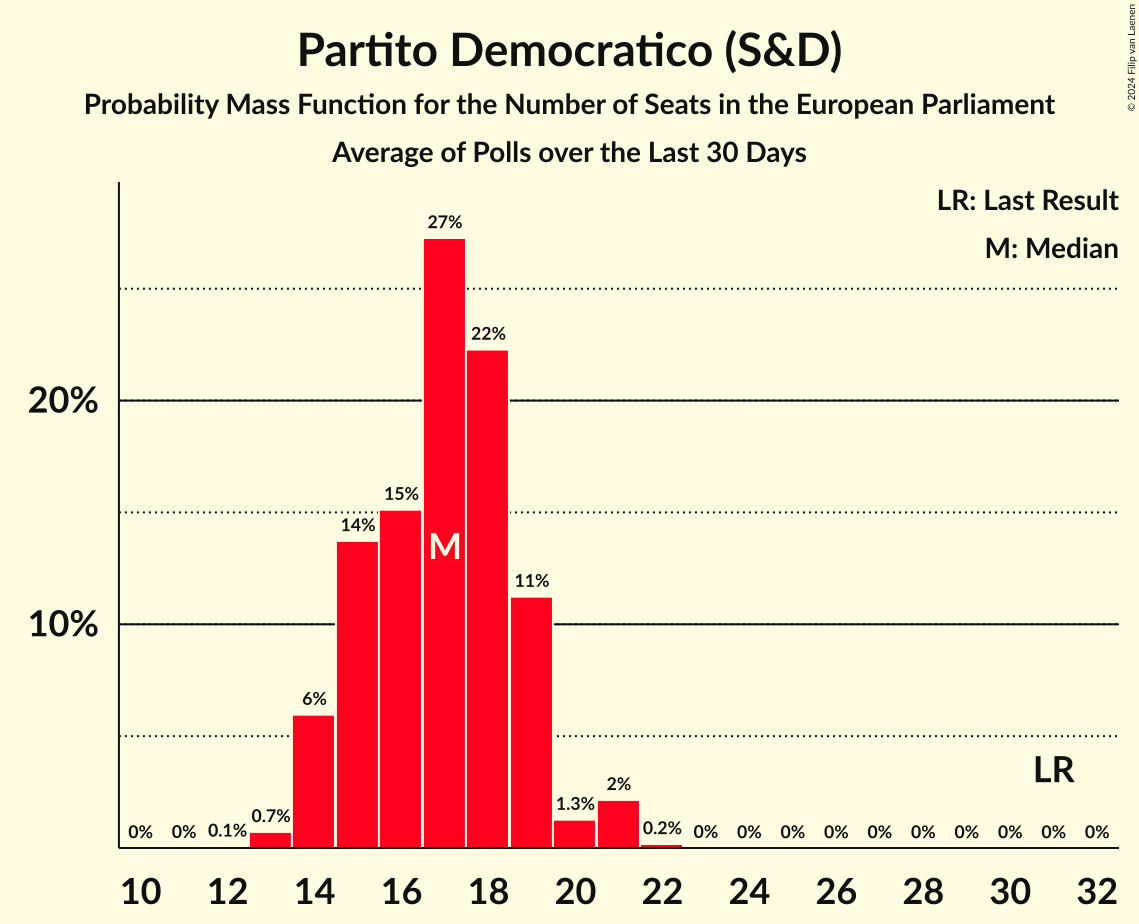 Partito Democratico (S&D)
Probability Mass Function for the Number of Seats in the European Parliament
Average of Polls over the Last 30 Days
© 2024 Filip van Laenen
LR: Last Result
M: Median
27%
22%
20%
15%
14%
M
11%
10%
6%
LR
2%
1.3%
0.7%
0% 0% 0.1% 0.2% 0% 0% 0% 0% 0% 0% 0% 0% 0% 0%
10 12 14 16 18 20 22 24 26 28 30 32